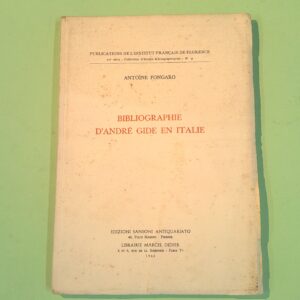 PUBLICATIONS DE L'INSTITUT FRANÇAIS DE FLORENCE
ANTOINE FONGARO
BIBLIOGRAPHIE
D'ANDRÉ GIDE EN ITALIE
EDIZIONI SANSONI ANTIQUARIATO
LIBRAIRIE MARCEL DIDIER